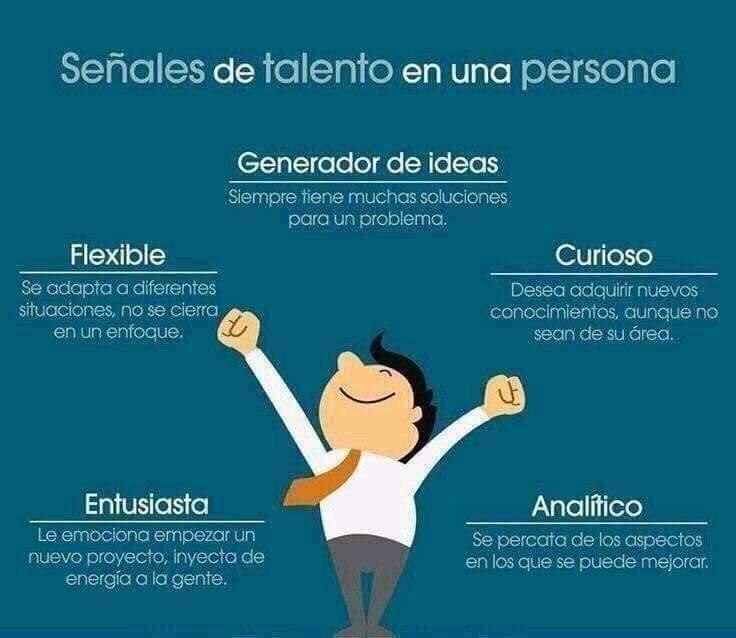 Señales de talento en una persona
Generador de ideas
Siempre tiene muchas soluciones
para un problema.
Flexible
Se adapta a diferentes
situaciones, no se cierra
en un enfoque.
Curioso
Desea adquirir nuevos
conocimientos, aunque no
sean de su área.
Entusiasta
Le emociona empezar un
nuevo proyecto, inyecta de
energía a la gente.
Analítico
Se percata de los aspectos
en los que se puede mejorar.